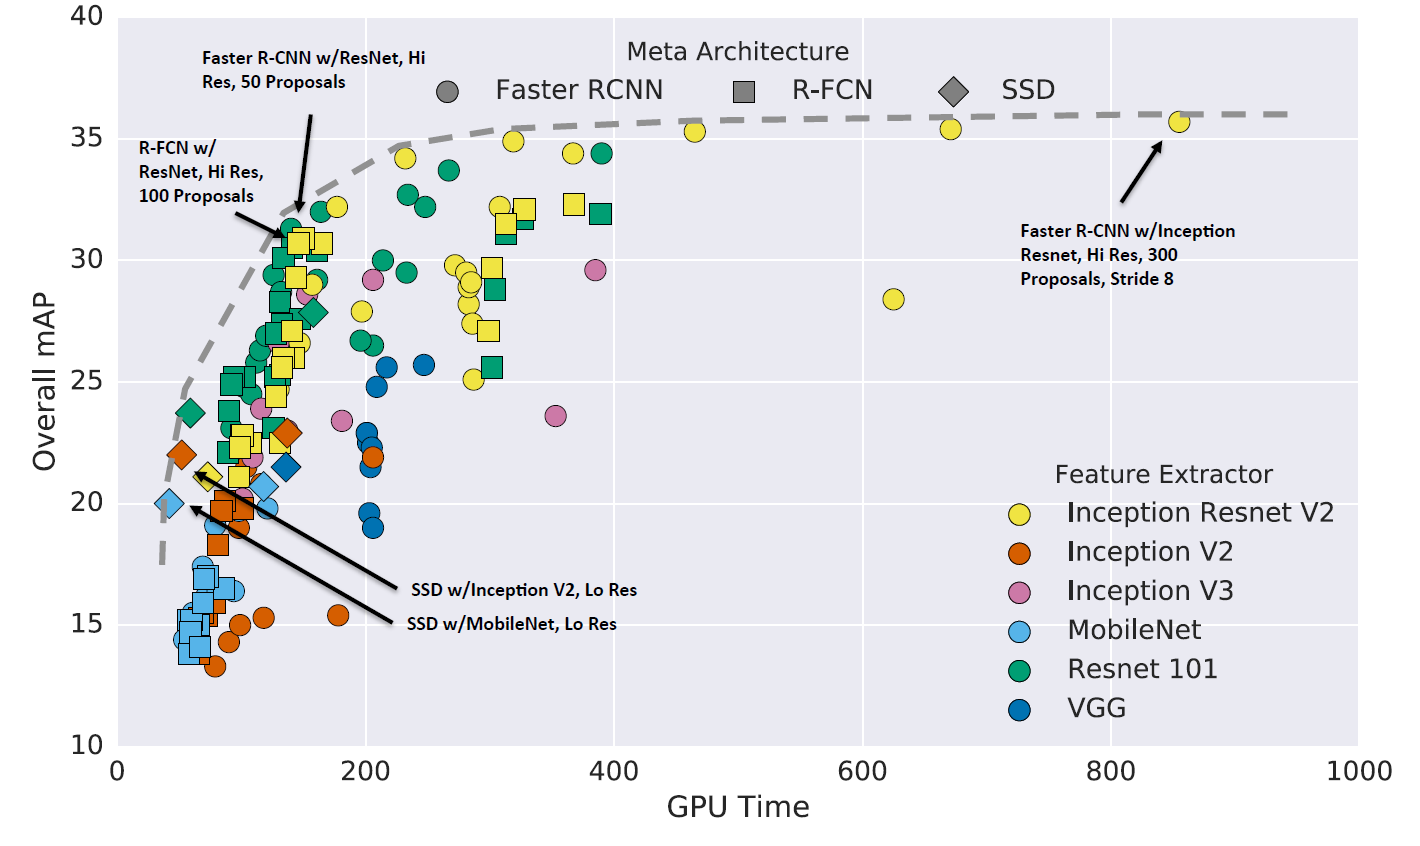 40
35
30
25
20
15
10
Overall mAP
Faster R-CNN w/ResNet, Hi
Res, 50 Proposals
Meta Architecture
Faster RCNN
R-FCN
SSD
R-FCN w/
ResNet, Hi Res,
100 Proposals
Faster R-CNN w/Inception
Resnet, Hi Res, 300
Proposals, Stride 8
SSD w/Inception V2, Lo Res
SSD w/MobileNet, Lo Res
Feature Extractor
Inception Resnet V2
Inception V2
Inception V3
MobileNet
Resnet 101
VGG
0
200
400
600
800
1000
GPU Time